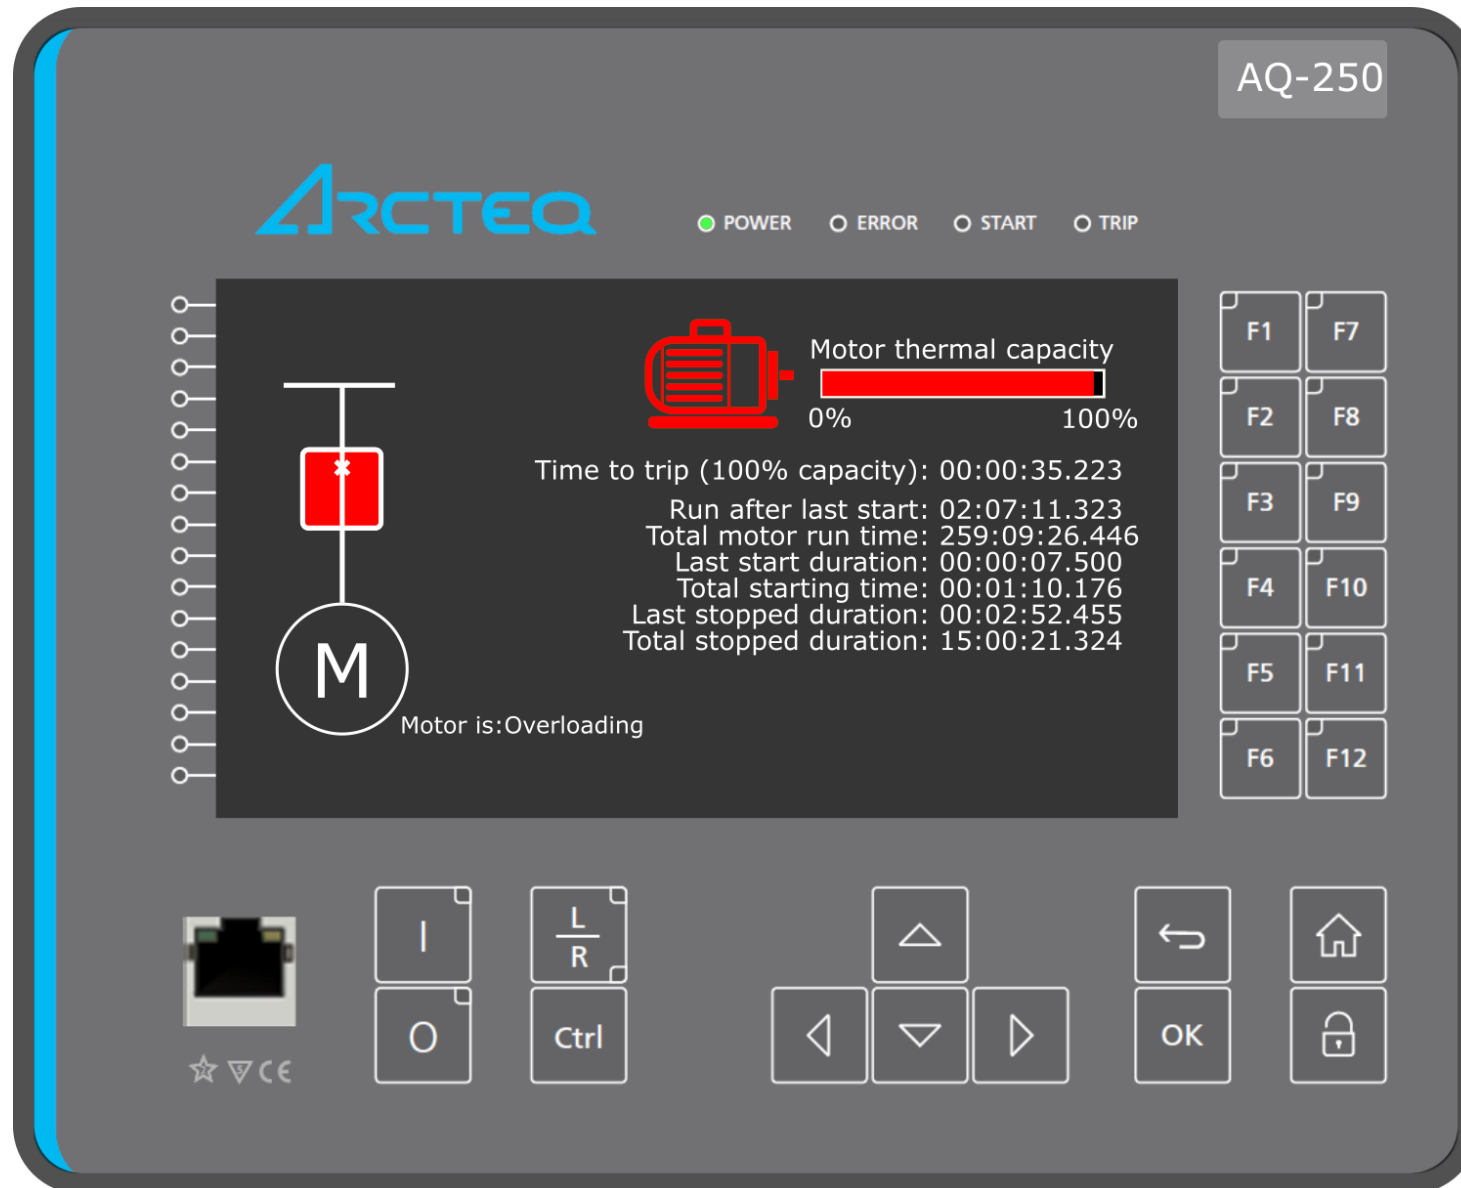 AQ-250
ARCTEQ
POWER ERROR START TRIP
Motor thermal capacity
0% 100%
Time to trip (100% capacity): 00:00:35.223
Run after last start: 02:07:11.323
Total motor run time: 259:09:26.446
Last start duration: 00:00:07.500
Total starting time: 00:01:10.176
Last stopped duration: 00:02:52.455
Total stopped duration: 15:00:21.324
M
Motor is:Overloading
F1 F7
F2 F8
F3 F9
F4 F10
F5 F11
F6 F12
I
L
R
O
Ctrl
OK
CE